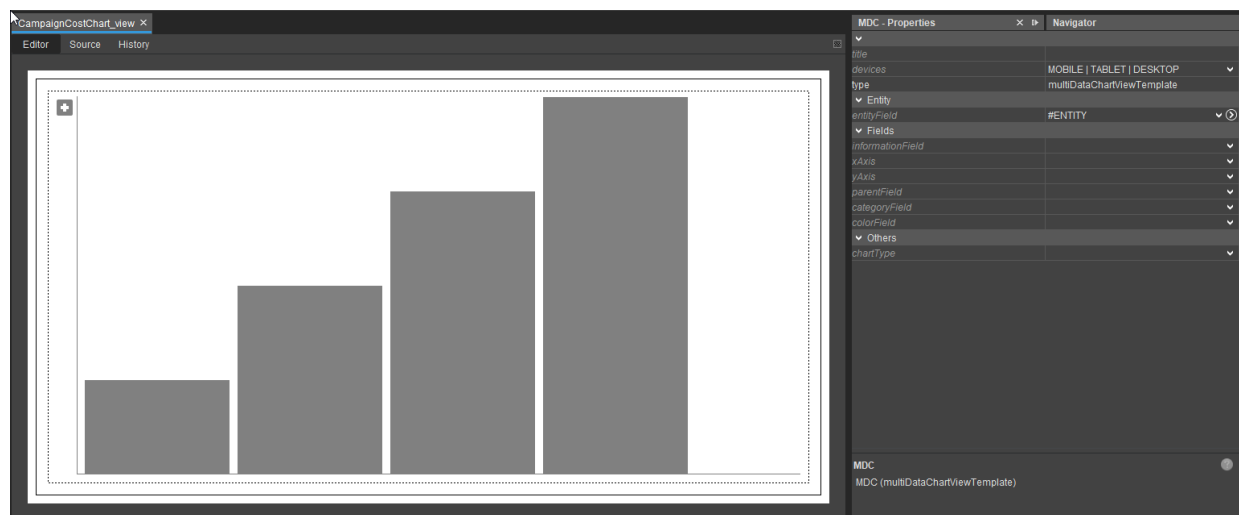 CampaignCostChart_view ×
Editor Source History
MDC - Properties
Navigator
title
devices MOBILE | TABLET | DESKTOP
type multiDataChartViewTemplate
Entity
entityField #ENTITY
Fields
informationField
xAxis
yAxis
parentField
categoryField
colorField
Others
chartType
MDC
MDC (multiDataChartViewTemplate)